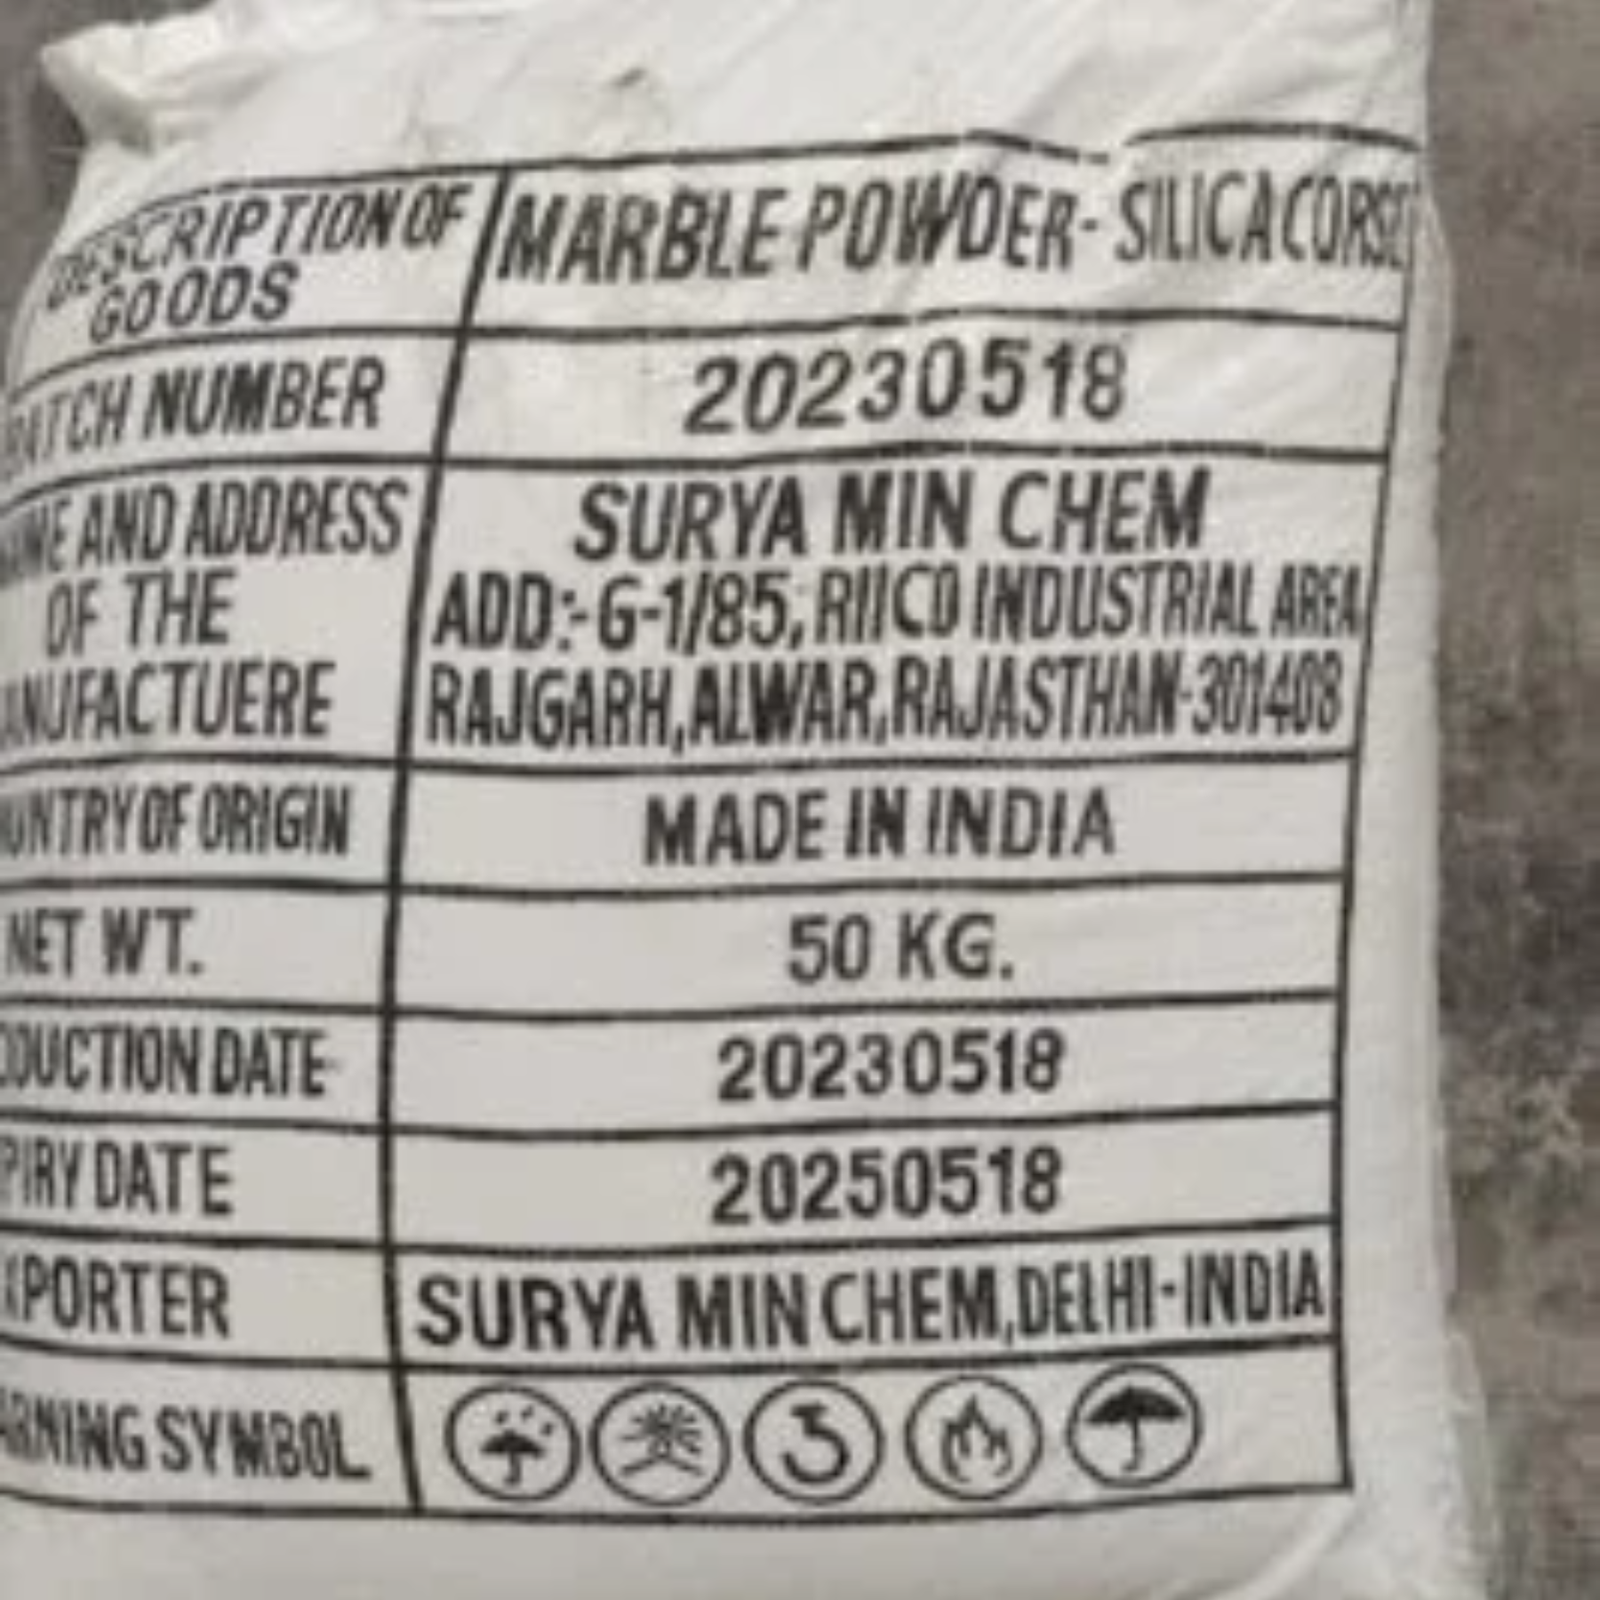 DESCRIPTION OF MARBLE POWDER- SILICA CORSE
GOODS
BATCH NUMBER 20230518
NAME AND ADDRESS
OF THE
MANUFACTUERE
SURYA MIN CHEM
ADD:-G-1/85, RIICO INDUSTRIAL AREA
RAJGARH,ALWAR,RAJASTHAN-301408
COUNTRY OF ORIGIN MADE IN INDIA
NET WT. 50 KG.
PRODUCTION DATE 20230518
EXPIRY DATE 20250518
EXPORTER SURYA MIN CHEM,DELHI-INDIA
WARNING SYMBOL